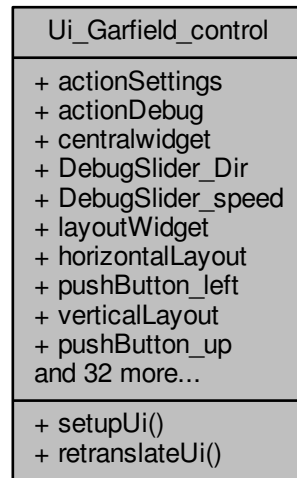 Ui_Garfield_control
+ actionSettings
+ actionDebug
+ centralwidget
+ DebugSlider_Dir
+ DebugSlider_speed
+ layoutWidget
+ horizontalLayout
+ pushButton_left
+ verticalLayout
+ pushButton_up
and 32 more...
+ setupUi()
+ retranslateUi()